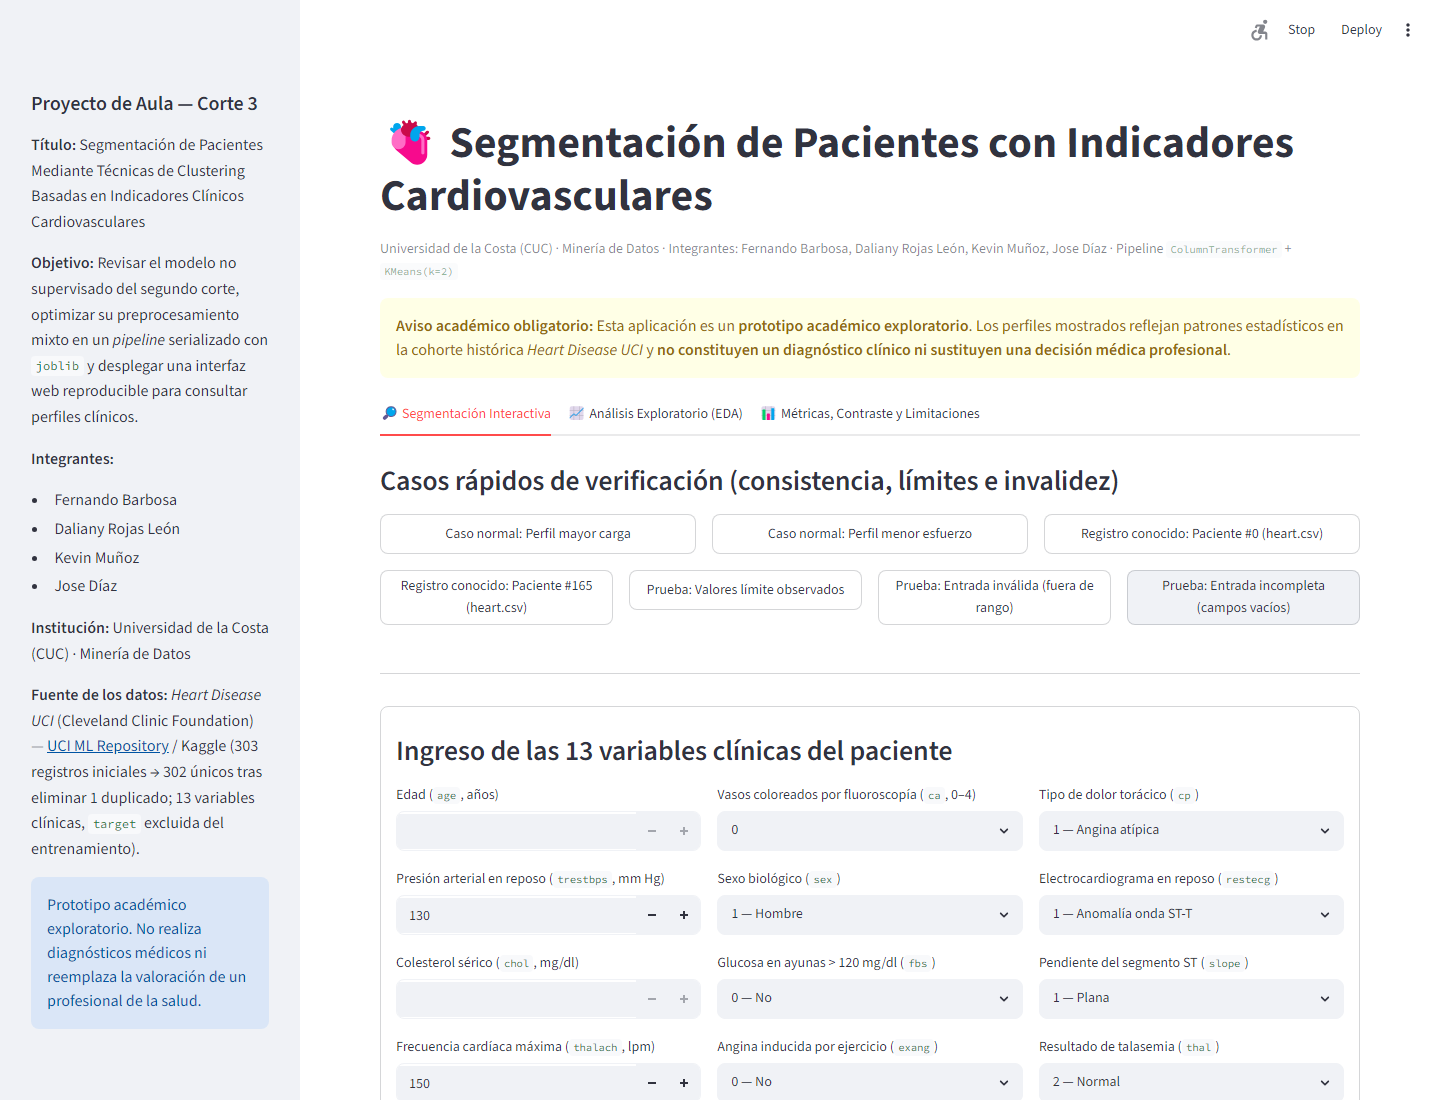 Stop
Deploy
Proyecto de Aula — Corte 3
Título: Segmentación de Pacientes
Mediante Técnicas de Clustering
Basadas en Indicadores Clínicos
Cardiovasculares
Objetivo: Revisar el modelo no
supervisado del segundo corte,
optimizar su preprocesamiento
mixto en un pipeline serializado con
joblib y desplegar una interfaz
web reproducible para consultar
perfiles clínicos.
Integrantes:
• Fernando Barbosa
• Daliany Rojas León
• Kevin Muñoz
• Jose Díaz
Institución: Universidad de la Costa
(CUC) · Minería de Datos
Fuente de los datos: Heart Disease
UCI (Cleveland Clinic Foundation)
— UCI ML Repository / Kaggle (303
registros iniciales → 302 únicos tras
eliminar 1 duplicado; 13 variables
clínicas, target excluida del
entrenamiento).
Prototipo académico
exploratorio. No realiza
diagnósticos médicos ni
reemplaza la valoración de un
profesional de la salud.
Segmentación de Pacientes con Indicadores
Cardiovasculares
Universidad de la Costa (CUC) · Minería de Datos · Integrantes: Fernando Barbosa, Daliany Rojas León, Kevin Muñoz, Jose Díaz · Pipeline ColumnTransformer +
KMeans(k=2)
Aviso académico obligatorio: Esta aplicación es un prototipo académico exploratorio. Los perfiles mostrados reflejan patrones estadísticos en
la cohorte histórica Heart Disease UCI y no constituyen un diagnóstico clínico ni sustituyen una decisión médica profesional.
Segmentación Interactiva
Análisis Exploratorio (EDA)
Métricas, Contraste y Limitaciones
Casos rápidos de verificación (consistencia, límites e invalidez)
Caso normal: Perfil mayor carga
Caso normal: Perfil menor esfuerzo
Registro conocido: Paciente #0 (heart.csv)
Registro conocido: Paciente #165
(heart.csv)
Prueba: Valores límite observados
Prueba: Entrada inválida (fuera de
rango)
Prueba: Entrada incompleta
(campos vacíos)
Ingreso de las 13 variables clínicas del paciente
Edad ( age , años)
Vasos coloreados por fluoroscopía ( ca , 0–4)
0
Tipo de dolor torácico ( cp )
1 — Angina atípica
Presión arterial en reposo ( trestbps , mm Hg)
130
Sexo biológico ( sex )
1 — Hombre
Electrocardiograma en reposo ( restecg )
1 — Anomalía onda ST-T
Colesterol sérico ( chol , mg/dl)
Glucosa en ayunas > 120 mg/dl ( fbs )
0 — No
Pendiente del segmento ST ( slope )
1 — Plana
Frecuencia cardíaca máxima ( thalach , lpm)
150
Angina inducida por ejercicio ( exang )
0 — No
Resultado de talasemia ( thal )
2 — Normal